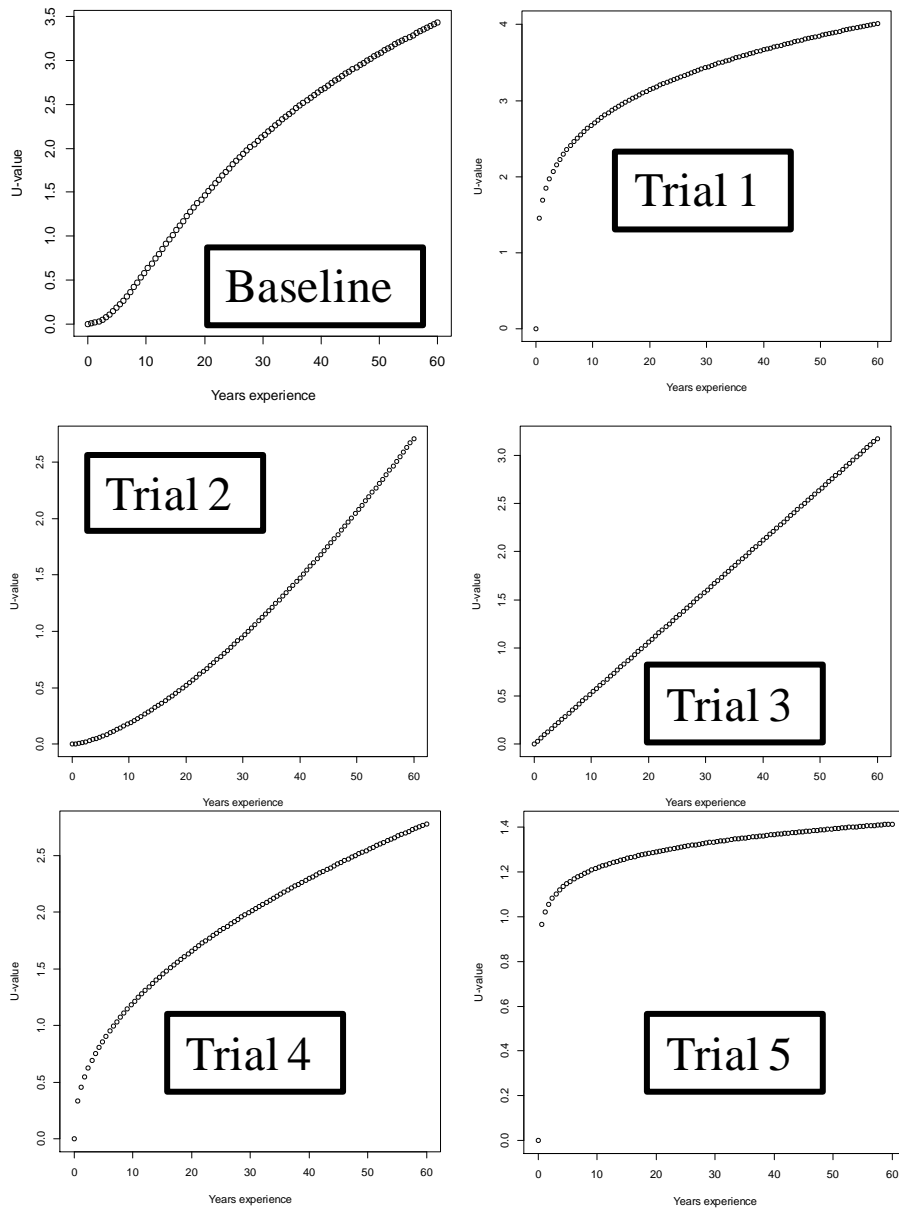 U-value
0.0 0.5 1.0 1.5 2.0 2.5 3.0 3.5
Baseline
0 10 20 30 40 50 60
Years experience
U-value
0 1 2 3 4
Trial 1
0 10 20 30 40 50 60
Years experience
U-value
0.0 0.5 1.0 1.5 2.0 2.5
Trial 2
0 10 20 30 40 50 60
Years experience
U-value
0.0 0.5 1.0 1.5 2.0 2.5 3.0
Trial 3
0 10 20 30 40 50 60
Years experience
U-value
0.0 0.5 1.0 1.5 2.0 2.5
Trial 4
0 10 20 30 40 50 60
Years experience
U-value
0.0 0.2 0.4 0.6 0.8 1.0 1.2 1.4
Trial 5
0 10 20 30 40 50 60
Years experience